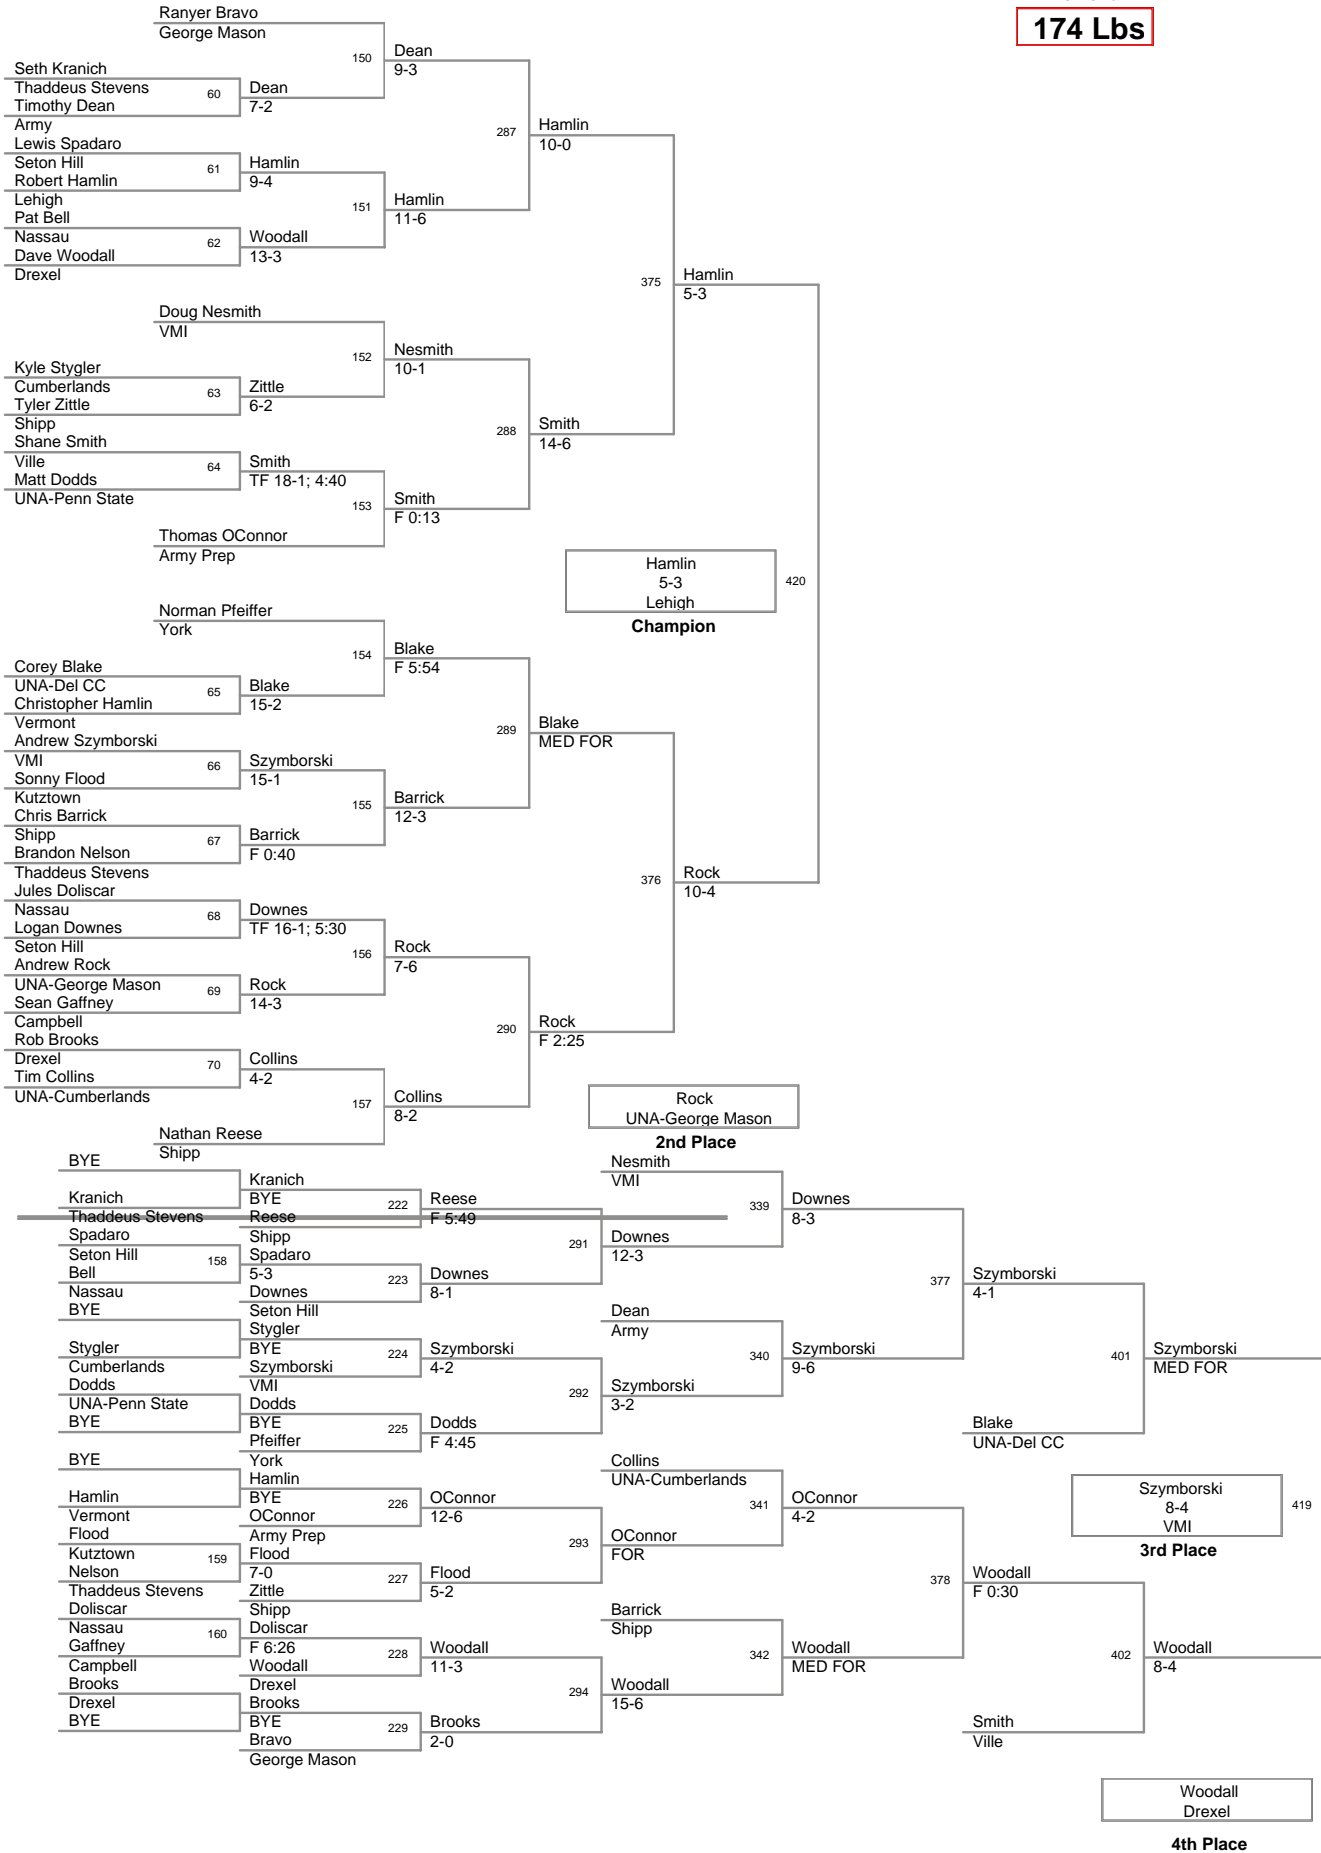 174 Lbs
Ranyer Bravo
George Mason
150
Dean
9-3
Seth Kranich
Thaddeus Stevens
60
Timothy Dean
Army
Dean
7-2
287
Hamlin
10-0
Lewis Spadaro
Seton Hill
61
Robert Hamlin
Lehigh
Hamlin
9-4
151
Hamlin
11-6
Pat Bell
Nassau
62
Dave Woodall
Drexel
Woodall
13-3
375
Hamlin
5-3
Doug Nesmith
VMI
152
Nesmith
10-1
Kyle Stygler
Cumberlands
63
Tyler Zittle
Shipp
Zittle
6-2
288
Smith
14-6
Shane Smith
Ville
64
Matt Dodds
UNA-Penn State
Smith
TF 18-1; 4:40
153
Smith
F 0:13
Thomas OConnor
Army Prep
Hamlin
5-3
Lehigh
420
Champion
Norman Pfeiffer
York
154
Blake
F 5:54
Corey Blake
UNA-Del CC
65
Christopher Hamlin
Vermont
Blake
15-2
289
Blake
MED FOR
Andrew Szymborski
VMI
66
Sonny Flood
Kutztown
Szymborski
15-1
155
Barrick
12-3
Chris Barrick
Shipp
67
Brandon Nelson
Thaddeus Stevens
Barrick
F 0:40
376
Rock
10-4
Jules Doliscar
Nassau
68
Logan Downes
Seton Hill
Downes
TF 16-1; 5:30
156
Rock
7-6
Andrew Rock
UNA-George Mason
69
Sean Gaffney
Campbell
Rock
14-3
290
Rock
F 2:25
Rob Brooks
Drexel
70
Tim Collins
UNA-Cumberlands
Collins
4-2
157
Collins
8-2
Nathan Reese
Shipp
Rock
UNA-George Mason
2nd Place
BYE
Kranich
Thaddeus Stevens
Kranich
BYE
222
Reese
Shipp
Reese
F 5:49
Spadaro
Seton Hill
158
Bell
Nassau
Spadaro
5-3
223
Downes
Seton Hill
Downes
8-1
291
Downes
12-3
Nesmith
VMI
339
Downes
8-3
BYE
Stygler
Cumberlands
Stygler
BYE
224
Szymborski
VMI
Szymborski
4-2
Dodds
UNA-Penn State
BYE
Dodds
BYE
225
Pfeiffer
York
Dodds
F 4:45
292
Szymborski
3-2
Dean
Army
340
Szymborski
9-6
377
Szymborski
4-1
401
Szymborski
MED FOR
Blake
UNA-Del CC
BYE
Hamlin
Vermont
Hamlin
BYE
226
OConnor
Army Prep
OConnor
12-6
Flood
Kutztown
159
Nelson
Thaddeus Stevens
Flood
7-0
227
Zittle
Shipp
Flood
5-2
293
OConnor
FOR
Collins
UNA-Cumberlands
341
OConnor
4-2
Szymborski
8-4
VMI
419
3rd Place
Doliscar
Nassau
160
Gaffney
Campbell
Doliscar
F 6:26
228
Woodall
Drexel
Woodall
11-3
Brooks
Drexel
BYE
Brooks
BYE
229
Bravo
George Mason
Brooks
2-0
294
Woodall
15-6
Barrick
Shipp
342
Woodall
MED FOR
378
Woodall
F 0:30
402
Woodall
8-4
Smith
Ville
Woodall
Drexel
4th Place